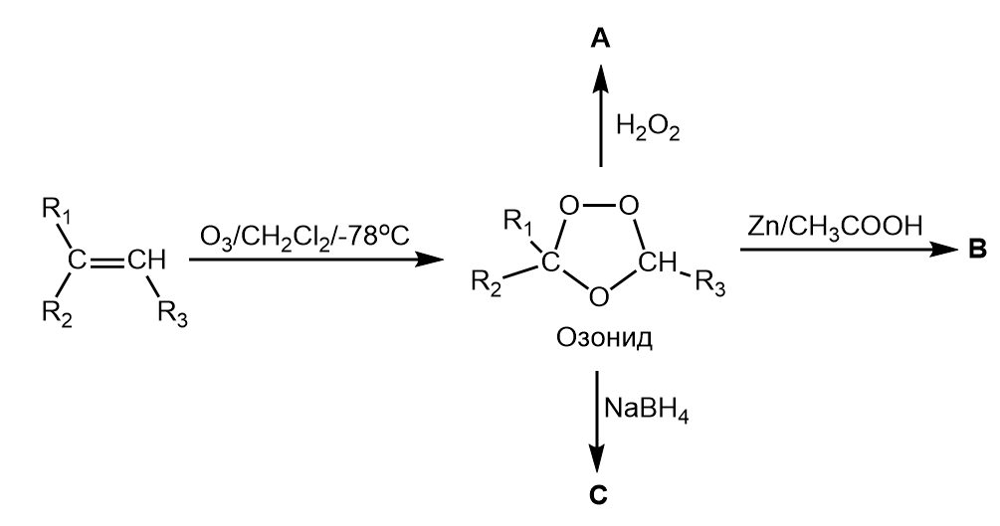 A
H₂O₂
R₁
C
CH
R₂
R₃
O₃/CH₂Cl₂/-78ºC
O
O
R₁
R₂
C
CH
R₃
O
Озонид
Zn/CH₃COOH
B
NaBH₄
C